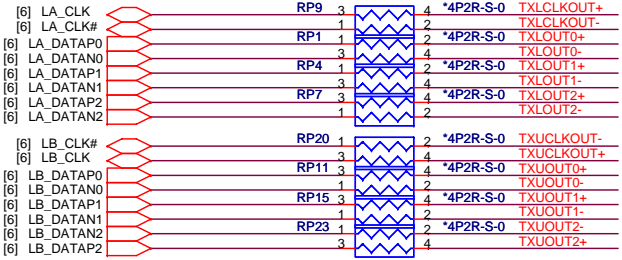 [6] LA_CLK RP9 3 4 *4P2R-S-0 TXLCLKOUT+
[6] LA_CLK# 1 2 TXLCLKOUT-
[6] LA_DATAP0 RP1 1 2 *4P2R-S-0 TXLOUT0+
[6] LA_DATAN0 3 4 TXLOUT0-
[6] LA_DATAP1 RP4 3 4 *4P2R-S-0 TXLOUT1+
[6] LA_DATAN1 1 2 TXLOUT1-
[6] LA_DATAP2 RP7 3 4 *4P2R-S-0 TXLOUT2+
[6] LA_DATAN2 1 2 TXLOUT2-
[6] LB_CLK# RP20 1 2 *4P2R-S-0 TXUCLKOUT-
[6] LB_CLK 3 4 TXUCLKOUT+
[6] LB_DATAP0 RP11 3 4 *4P2R-S-0 TXUOUT0+
[6] LB_DATAN0 1 2 TXUOUT0-
[6] LB_DATAP1 RP15 3 4 *4P2R-S-0 TXUOUT1+
[6] LB_DATAN1 1 2 TXUOUT1-
[6] LB_DATAN2 RP23 1 2 *4P2R-S-0 TXUOUT2-
[6] LB_DATAP2 3 4 TXUOUT2+